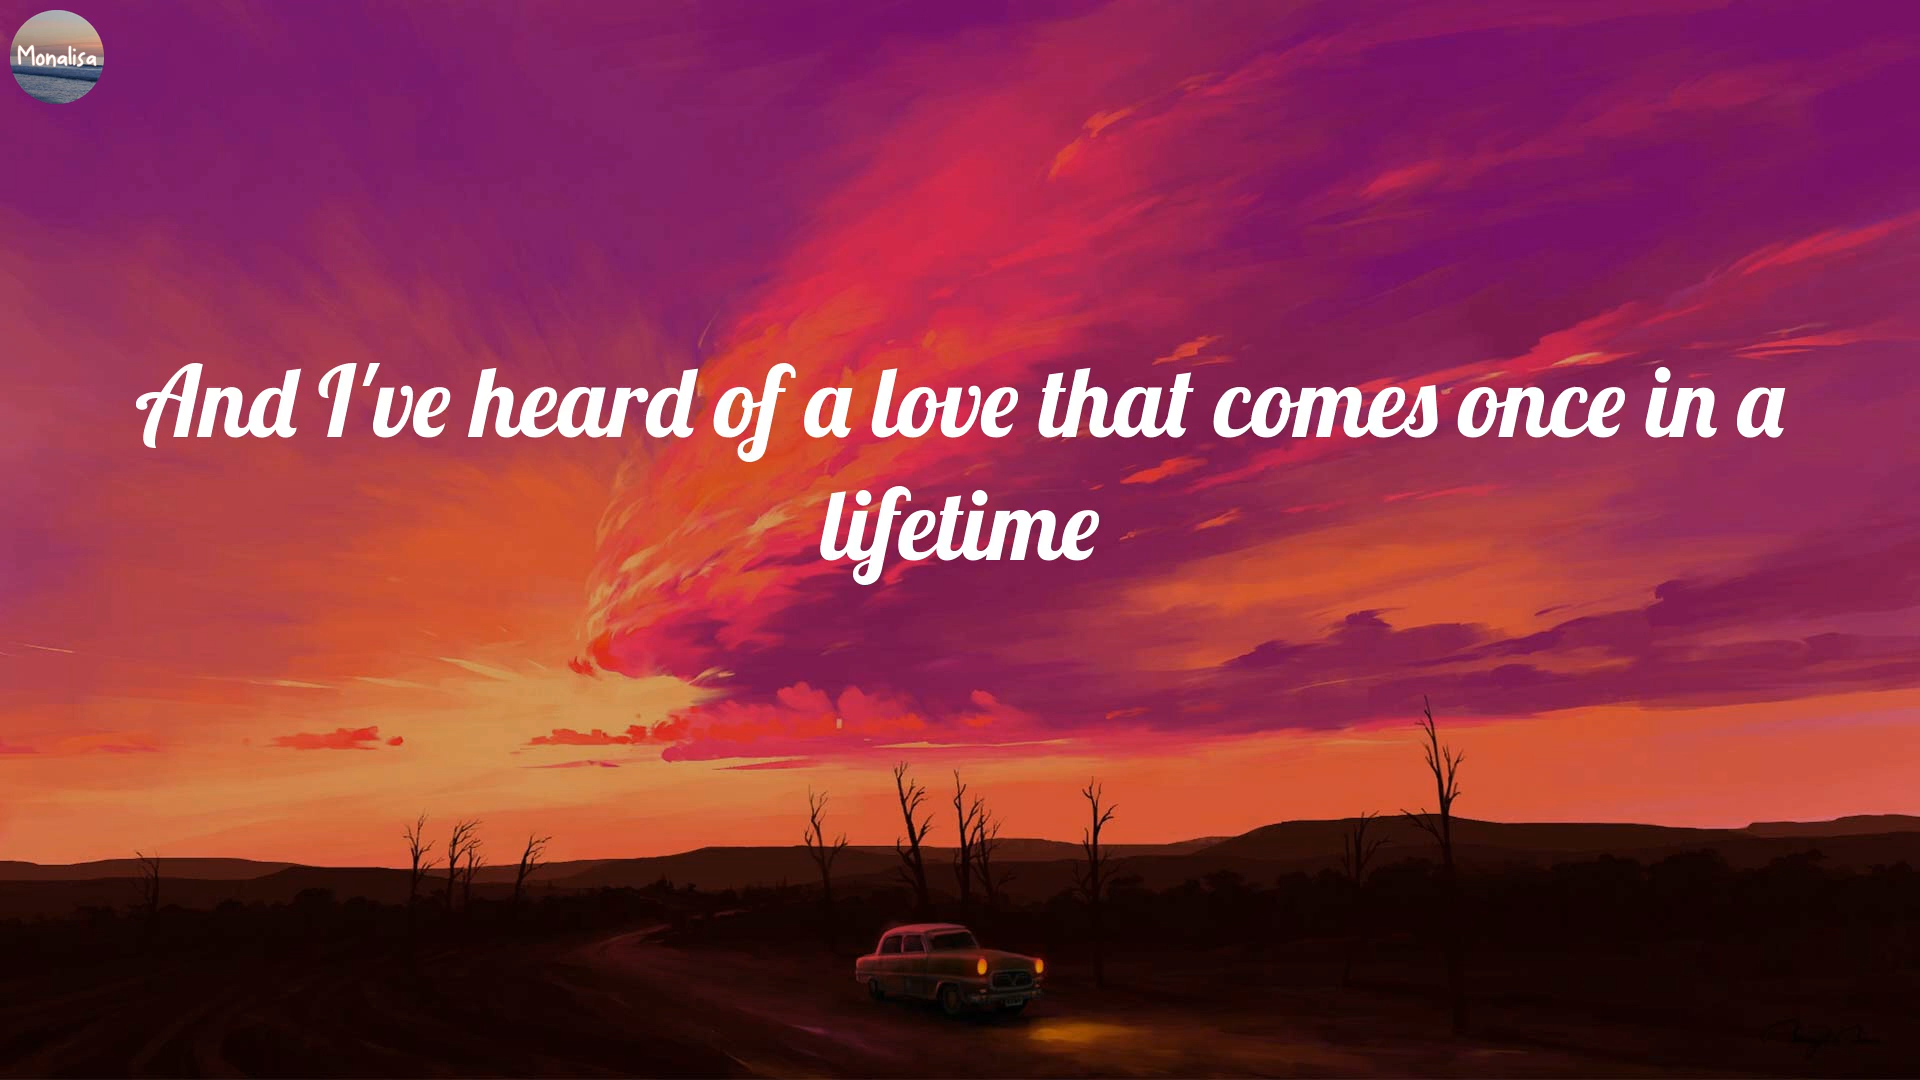 Monalisa
And I've heard of a love that comes once in a
lifetime